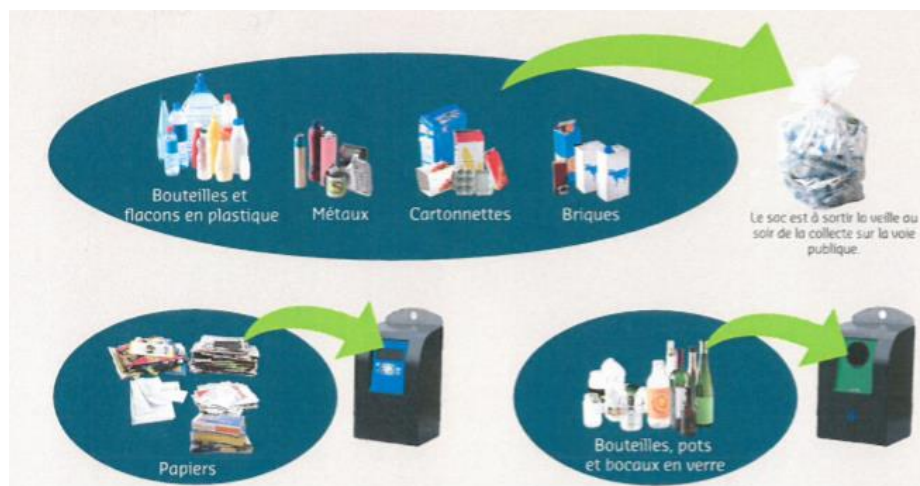 Bouteilles et
flacons en plastique
Métaux
Cartonnettes
Briques
Le sac est à sortir la veille au
soir de la collecte sur la voie
publique.
Papiers
Bouteilles, pots
et bocaux en verre